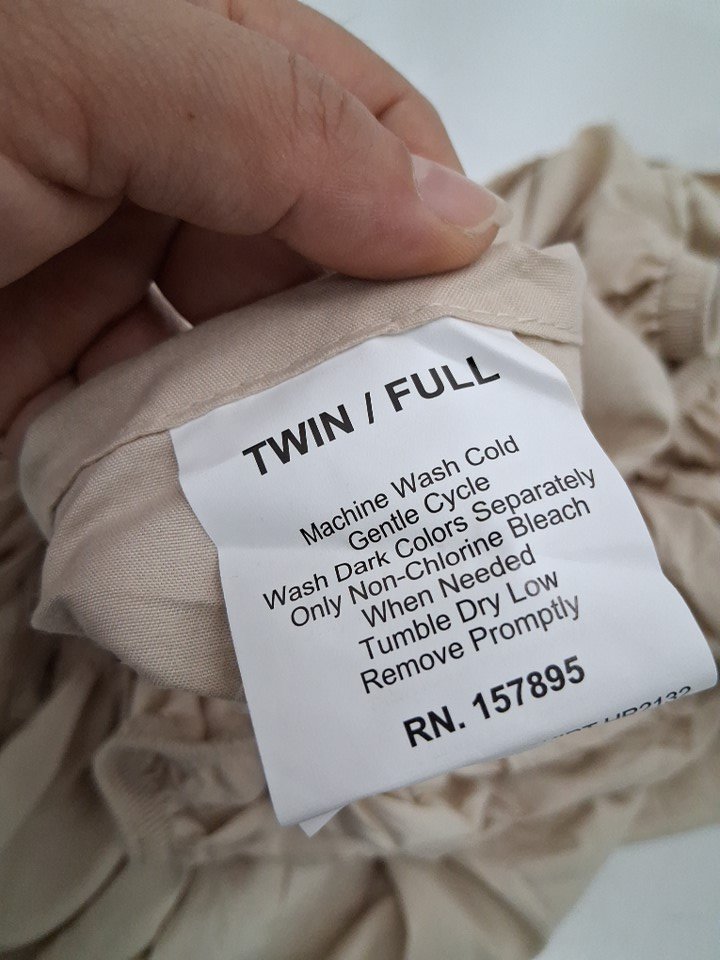 TWIN / FULL
Machine Wash Cold
Gentle Cycle
Wash Dark Colors Separately
Only Non-Chlorine Bleach
When Needed
Tumble Dry Low
Remove Promptly
RN. 157895